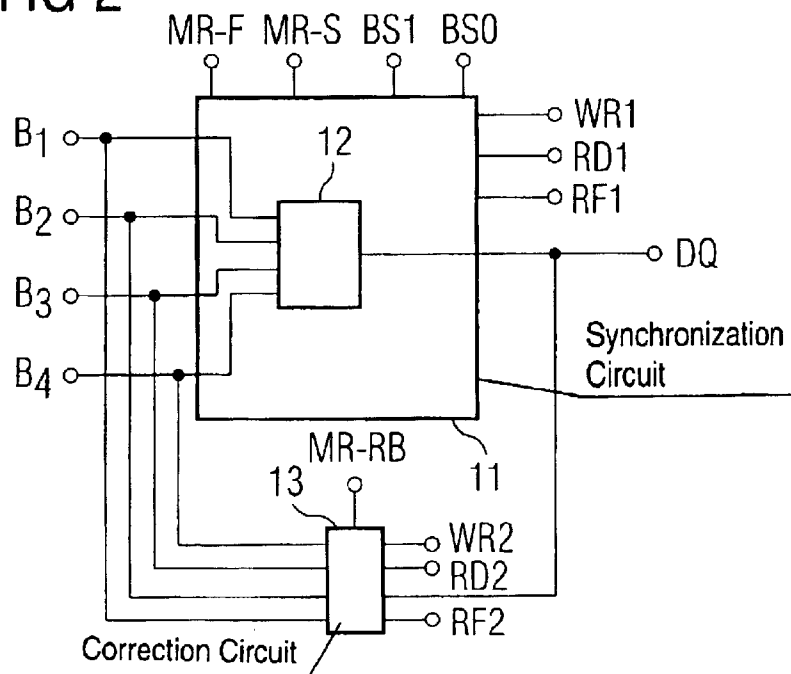 FIG 2
MR-F MR-S BS1 BS0
B1
B2
B3
B4
12
WR1
RD1
RF1
DQ
Synchronization
Circuit
11
MR-RB
13
WR2
RD2
RF2
Correction Circuit